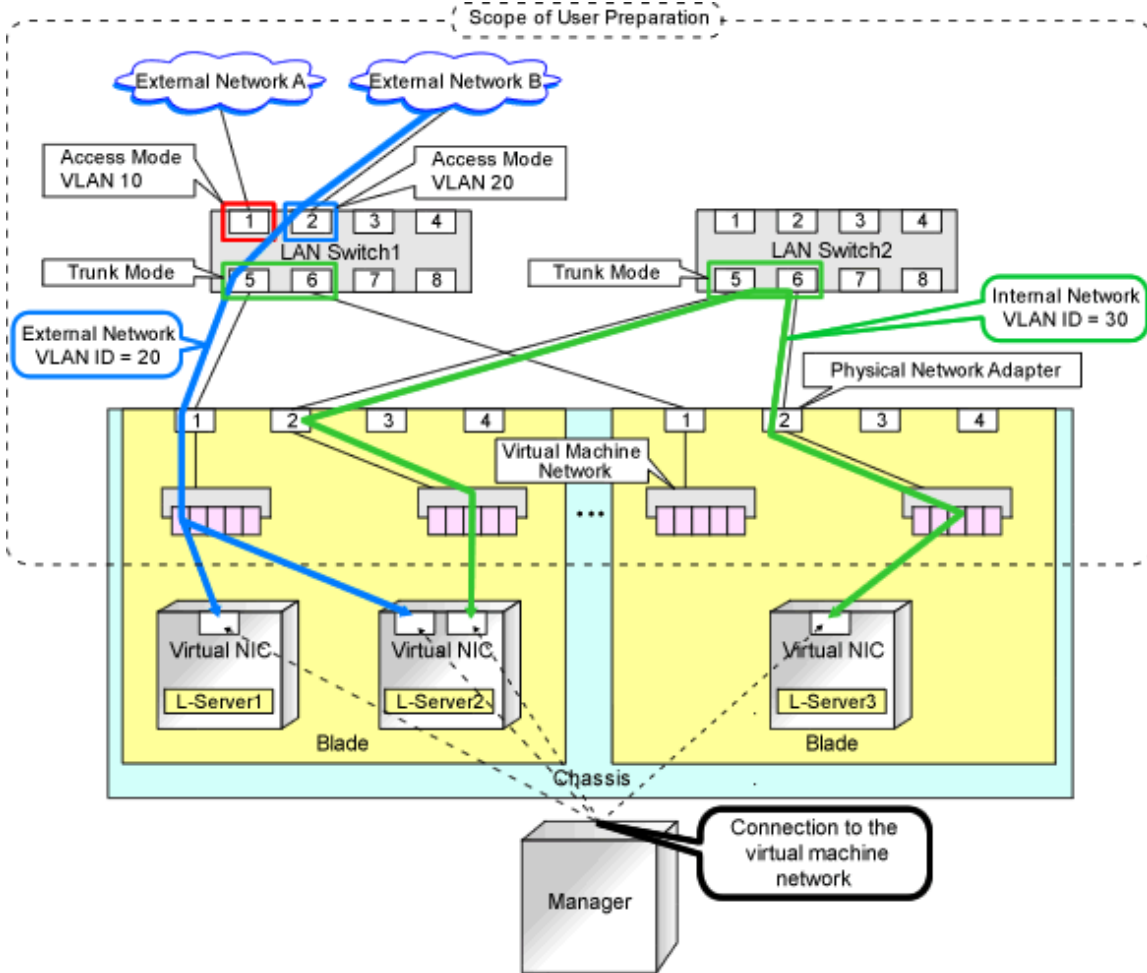 Scope of User Preparation
External Network A
External Network B
Access Mode
VLAN 10
Access Mode
VLAN 20
1 2 3 4
LAN Switch1
5 6 7 8
Trunk Mode
1 2 3 4
LAN Switch2
5 6 7 8
Trunk Mode
External Network
VLAN ID = 20
Internal Network
VLAN ID = 30
Physical Network Adapter
1 2 3 4
1 2 3 4
Virtual Machine
Network
...
Virtual NIC
L-Server1
Virtual NIC
L-Server2
Virtual NIC
L-Server3
Blade
Blade
Chassis
Connection to the
virtual machine
network
Manager